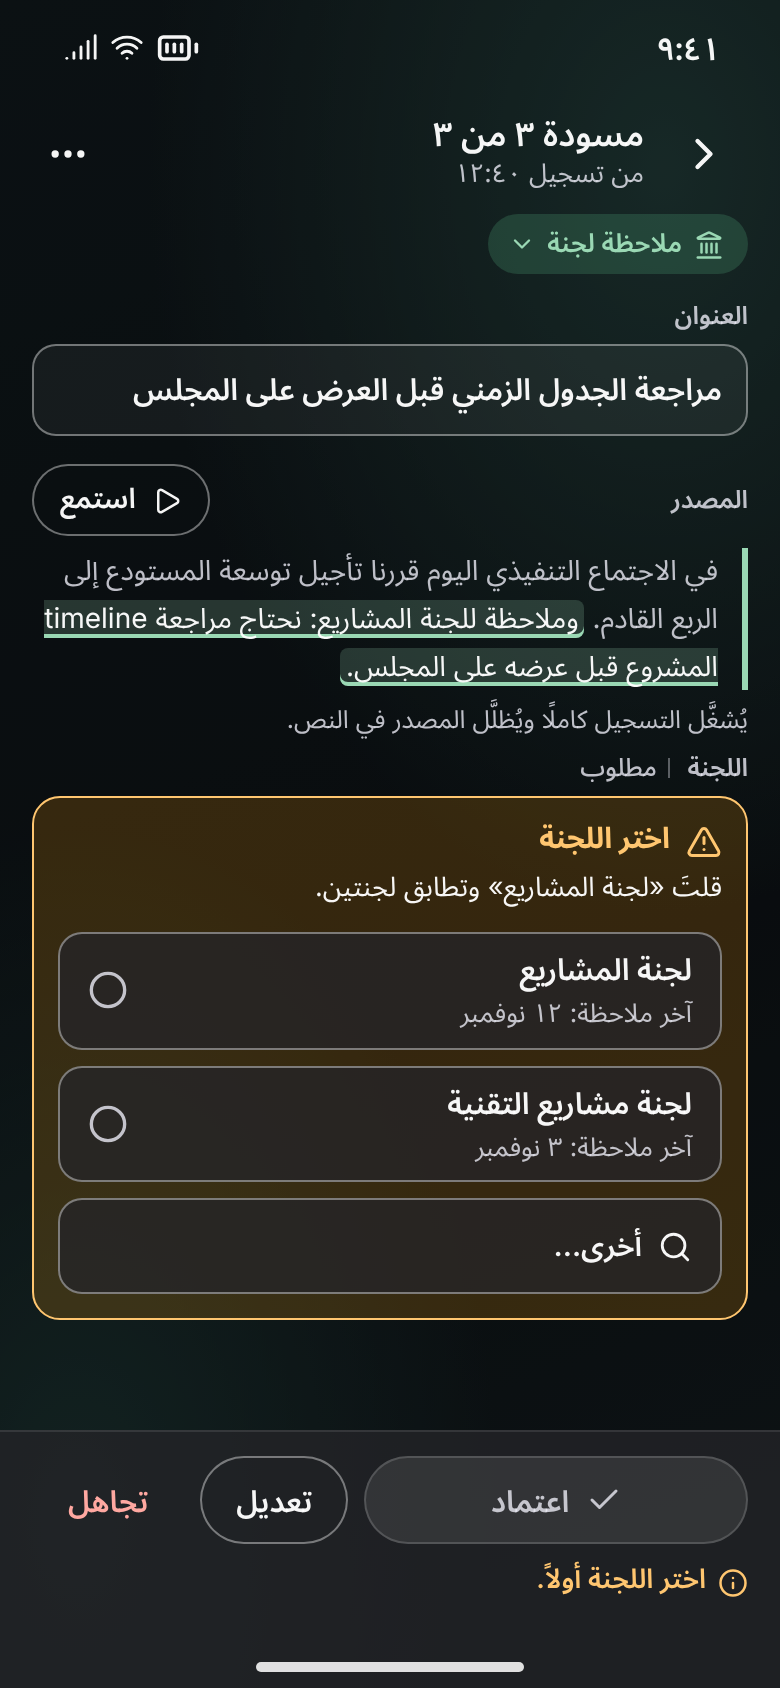 ٩:٤١
مسودة ٣ من ٣
من تسجيل ١٢:٤٠
ملاحظة لجنة
العنوان
مراجعة الجدول الزمني قبل العرض على المجلس
المصدر
استمع
في الاجتماع التنفيذي اليوم قررنا تأجيل توسعة المستودع إلى
الربع القادم. وملاحظة للجنة المشاريع: نحتاج مراجعة timeline
المشروع قبل عرضه على المجلس.
يُشغَّل التسجيل كاملًا ويُظلَّل المصدر في النص.
اللجنة | مطلوب
اختر اللجنة
قلتَ «لجنة المشاريع» وتطابق لجنتين.
لجنة المشاريع
آخر ملاحظة: ١٢ نوفمبر
لجنة مشاريع التقنية
آخر ملاحظة: ٣ نوفمبر
أخرى...
اعتماد
تعديل
تجاهل
اختر اللجنة أولاً.